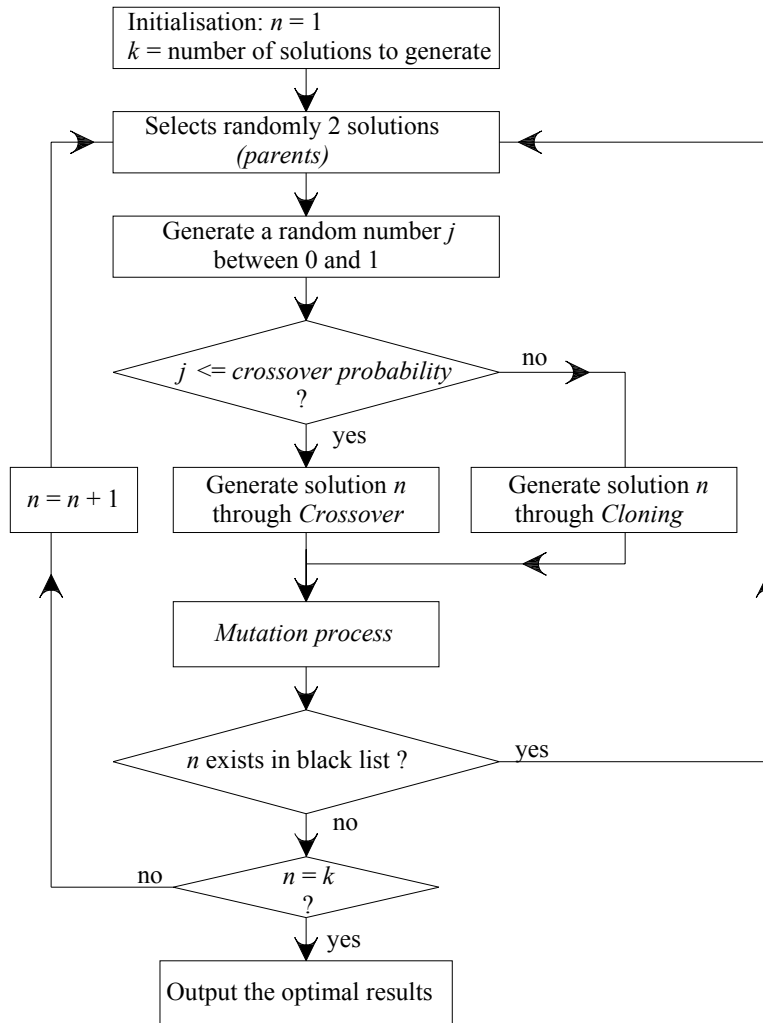 Initialisation: n = 1
k = number of solutions to generate
Selects randomly 2 solutions
(parents)
Generate a random number j
between 0 and 1
j <= crossover probability
?
no
yes
n = n + 1
Generate solution n
through Crossover
Generate solution n
through Cloning
Mutation process
n exists in black list ?
yes
no
n = k
?
no
yes
Output the optimal results